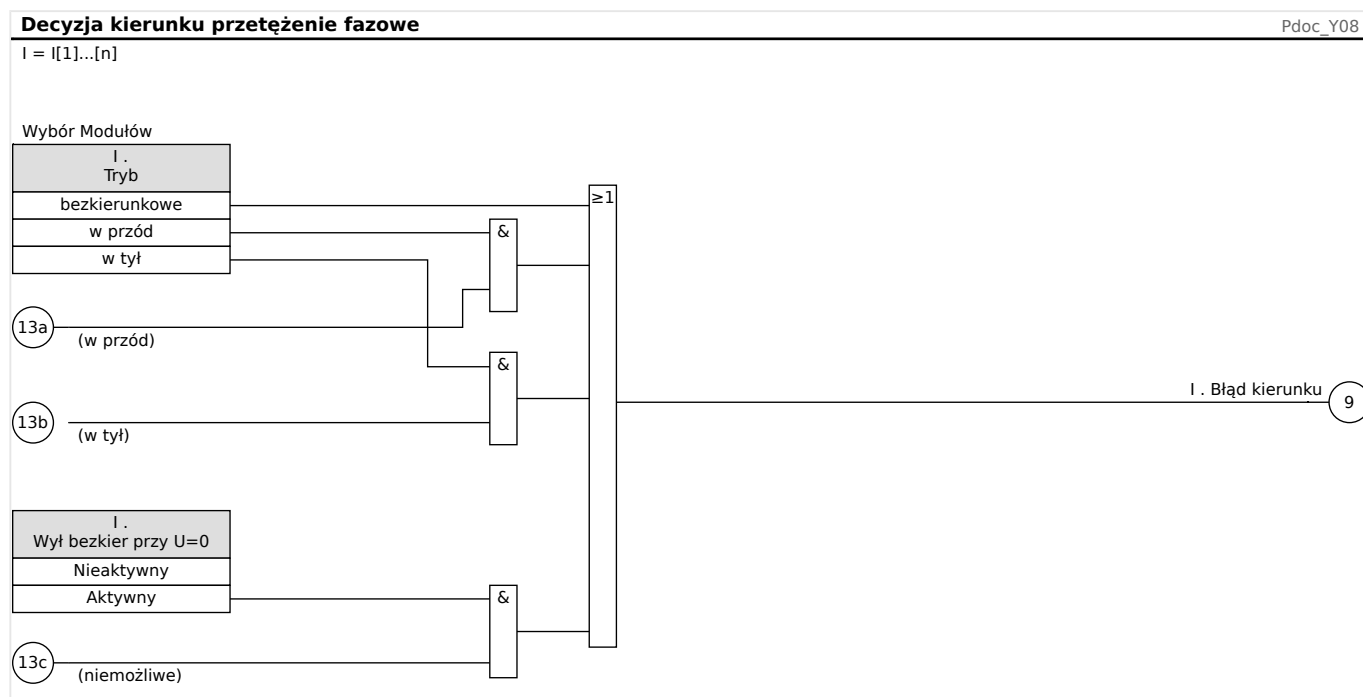 Decyzja kierunku przetężenie fazowe
Pdoc_Y08
I = I[1]...[n]
Wybór Modułów
I .
Tryb
bezkierunkowe
w przód
w tył
≥1
&
13a
(w przód)
&
I . Błąd kierunku
9
13b
(w tył)
I .
Wył bezkier przy U=0
Nieaktywny
Aktywny
&
13c
(niemożliwe)